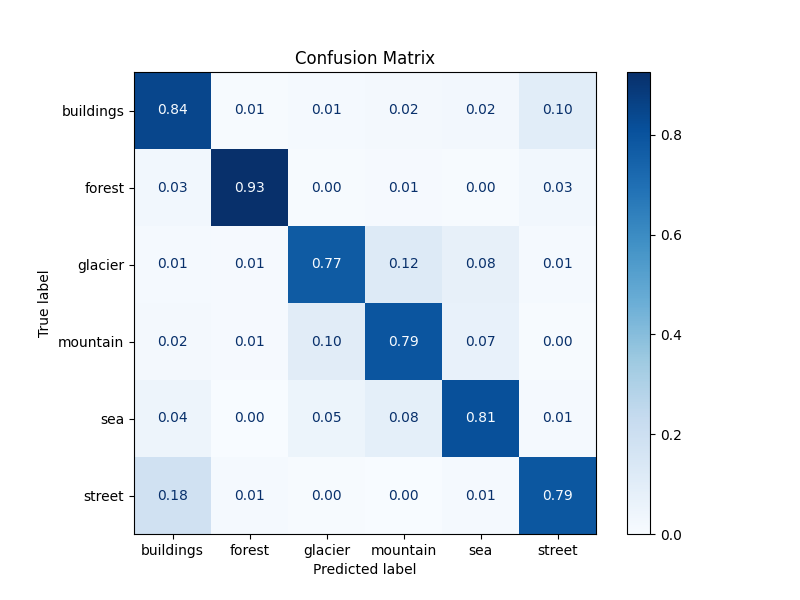 Confusion Matrix
True label
buildings 0.84 0.01 0.01 0.02 0.02 0.10
forest 0.03 0.93 0.00 0.01 0.00 0.03
glacier 0.01 0.01 0.77 0.12 0.08 0.01
mountain 0.02 0.01 0.10 0.79 0.07 0.00
sea 0.04 0.00 0.05 0.08 0.81 0.01
street 0.18 0.01 0.00 0.00 0.01 0.79
buildings forest glacier mountain sea street
Predicted label
0.8
0.6
0.4
0.2
0.0